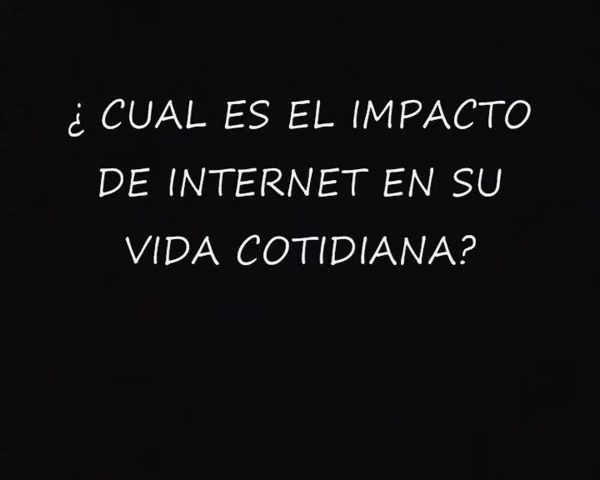 ¿ CUAL ES EL IMPACTO
DE INTERNET EN SU
VIDA COTIDIANA?